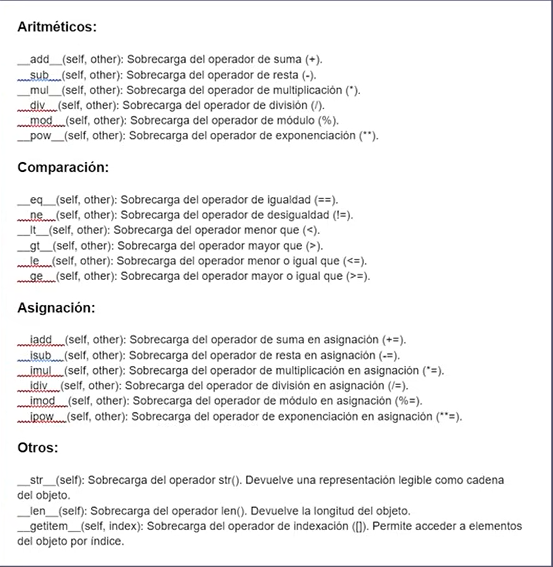 Aritméticos:
__add__(self, other): Sobrecarga del operador de suma (+).
__sub__(self, other): Sobrecarga del operador de resta (-).
__mul__(self, other): Sobrecarga del operador de multiplicación (*).
__div__(self, other): Sobrecarga del operador de división (/).
__mod__(self, other): Sobrecarga del operador de módulo (%).
__pow__(self, other): Sobrecarga del operador de exponenciación (**).
Comparación:
__eq__(self, other): Sobrecarga del operador de igualdad (==).
__ne__(self, other): Sobrecarga del operador de desigualdad (!=).
__lt__(self, other): Sobrecarga del operador menor que (<).
__gt__(self, other): Sobrecarga del operador mayor que (>).
__le__(self, other): Sobrecarga del operador menor o igual que (<=).
__ge__(self, other): Sobrecarga del operador mayor o igual que (>=).
Asignación:
__iadd__(self, other): Sobrecarga del operador de suma en asignación (+=).
__isub__(self, other): Sobrecarga del operador de resta en asignación (-=).
__imul__(self, other): Sobrecarga del operador de multiplicación en asignación (*=).
__idiv__(self, other): Sobrecarga del operador de división en asignación (/=).
__imod__(self, other): Sobrecarga del operador de módulo en asignación (%=).
__ipow__(self, other): Sobrecarga del operador de exponenciación en asignación (**=).
Otros:
__str__(self): Sobrecarga del operador str(). Devuelve una representación legible como cadena
del objeto.
__len__(self): Sobrecarga del operador len(). Devuelve la longitud del objeto.
__getitem__(self, index): Sobrecarga del operador de indexación ([]). Permite acceder a elementos
del objeto por índice.